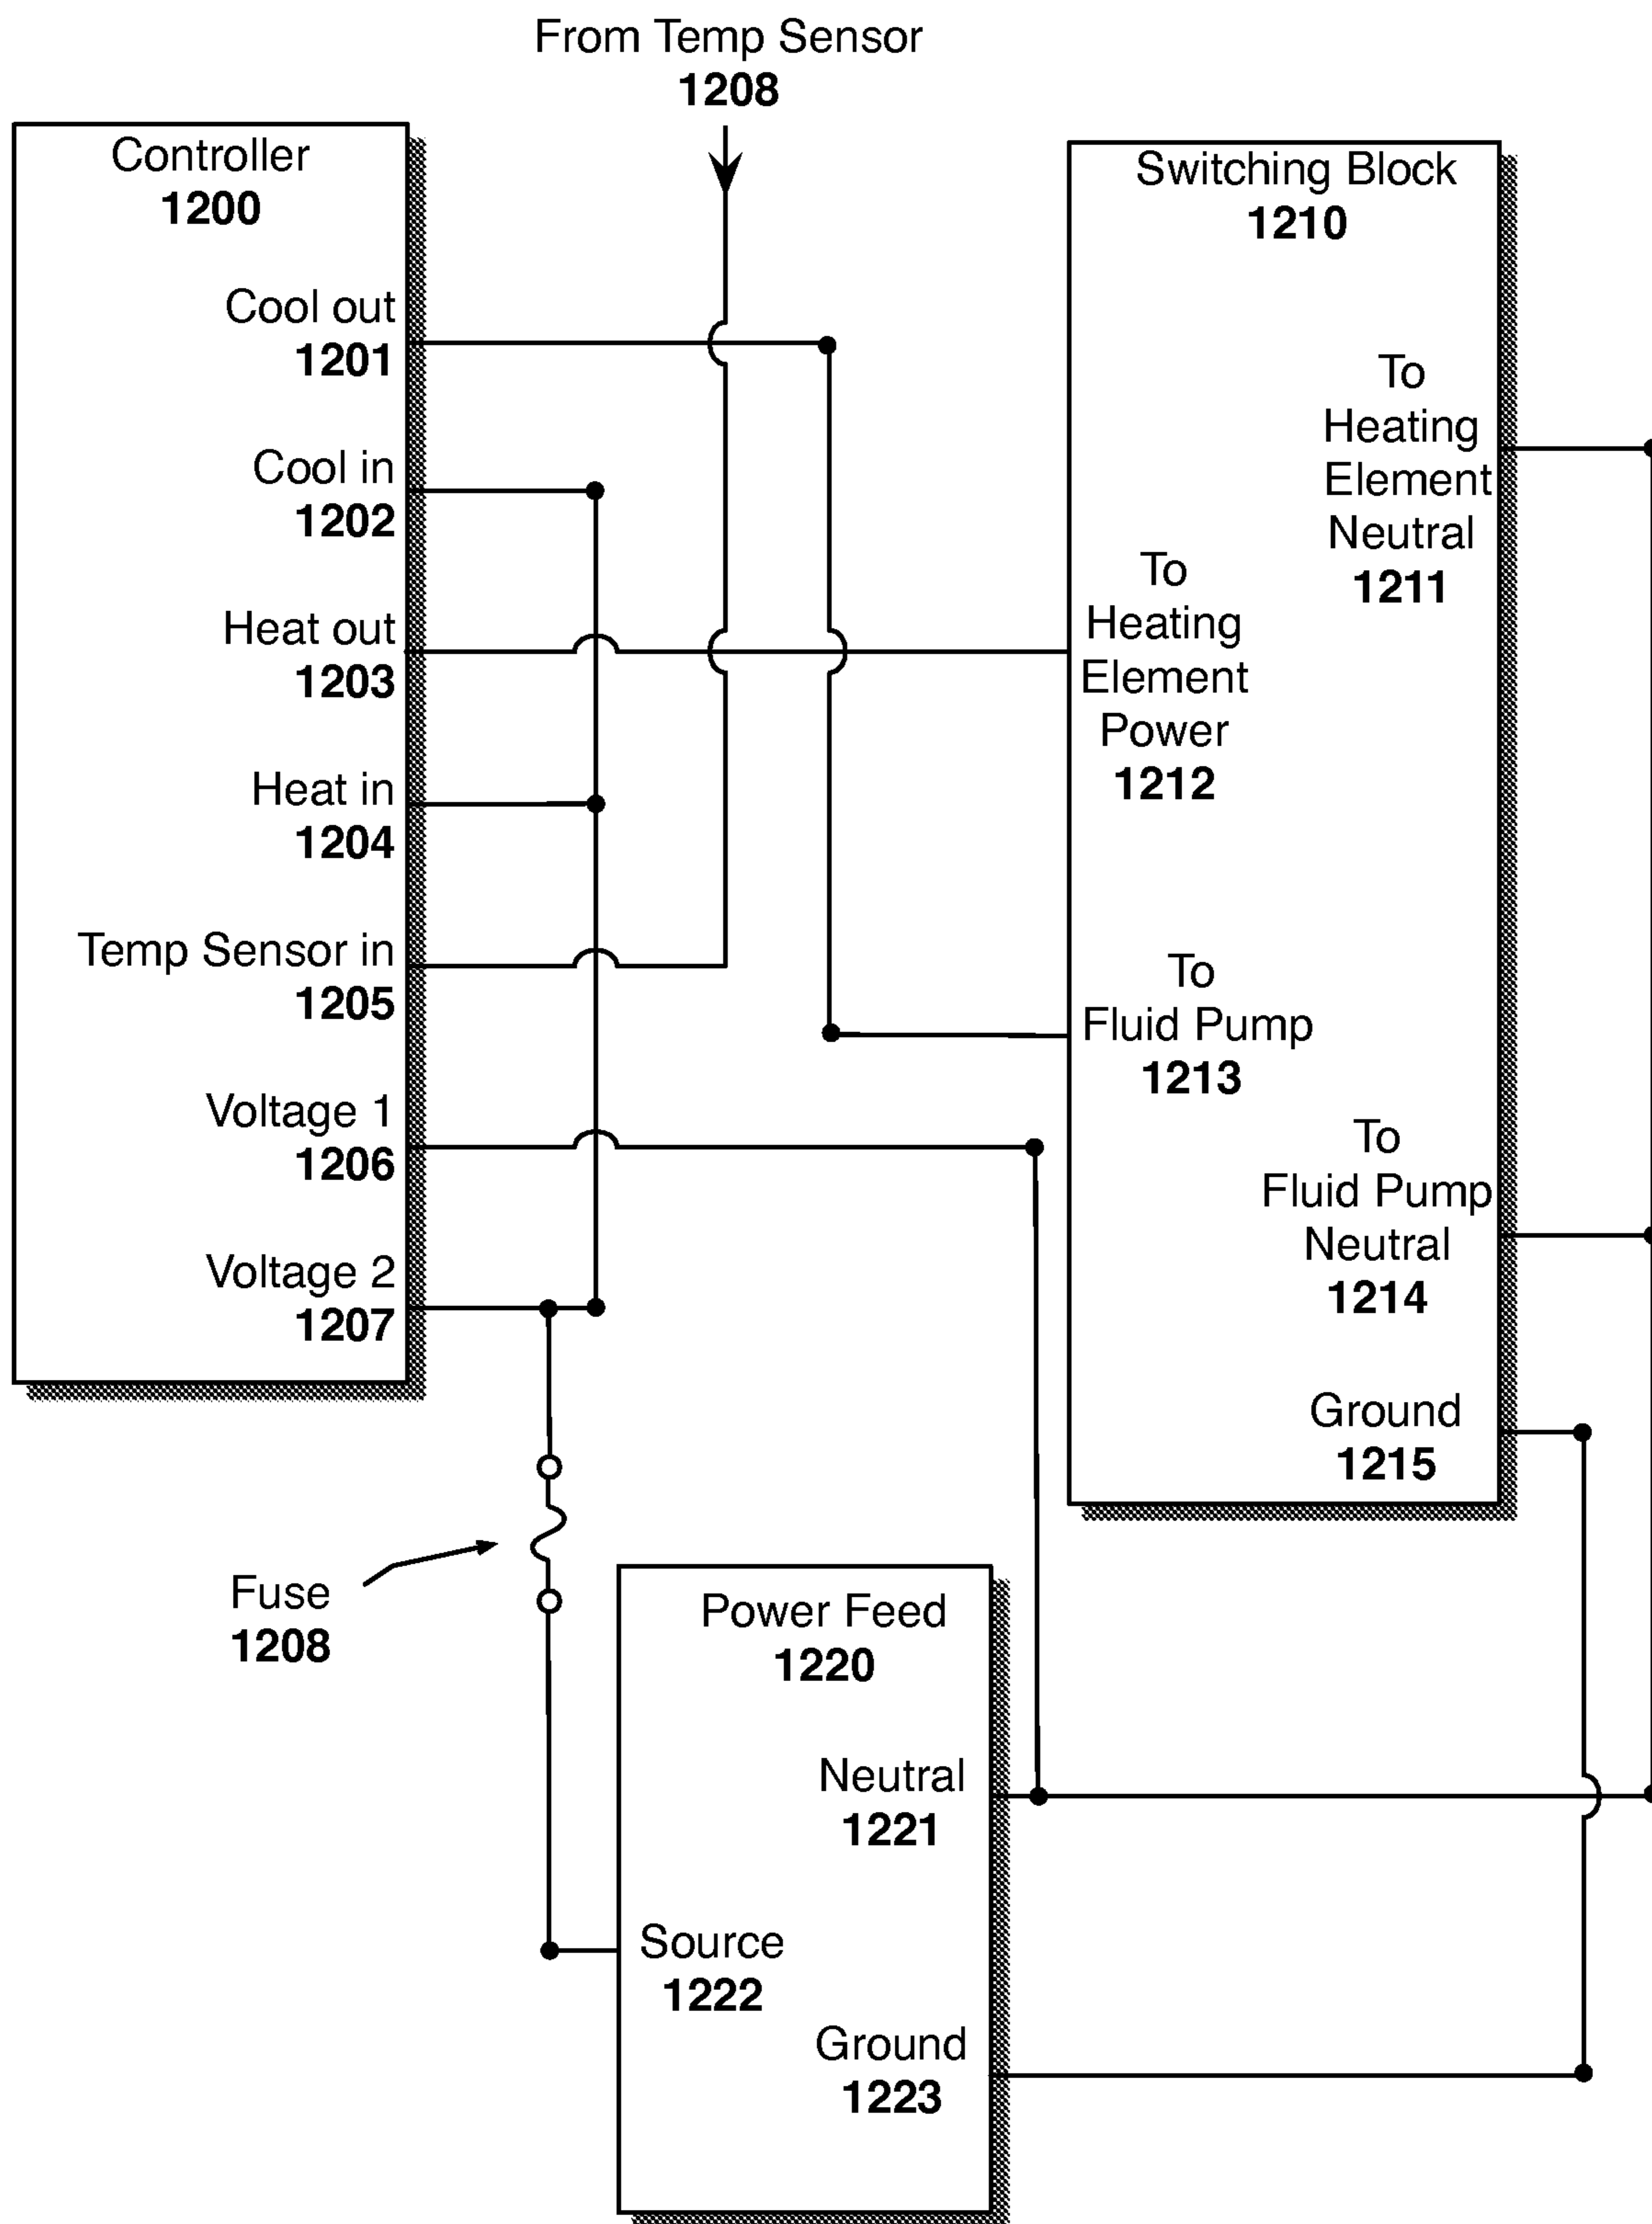 From Temp Sensor
1208
Controller
1200
Cool out
1201
Cool in
1202
Heat out
1203
Heat in
1204
Temp Sensor in
1205
Voltage 1
1206
Voltage 2
1207
Switching Block
1210
To
Heating
Element
Neutral
1211
To
Heating
Element
Power
1212
To
Fluid Pump
1213
To
Fluid Pump
Neutral
1214
Ground
1215
Fuse
1208
Power Feed
1220
Neutral
1221
Source
1222
Ground
1223